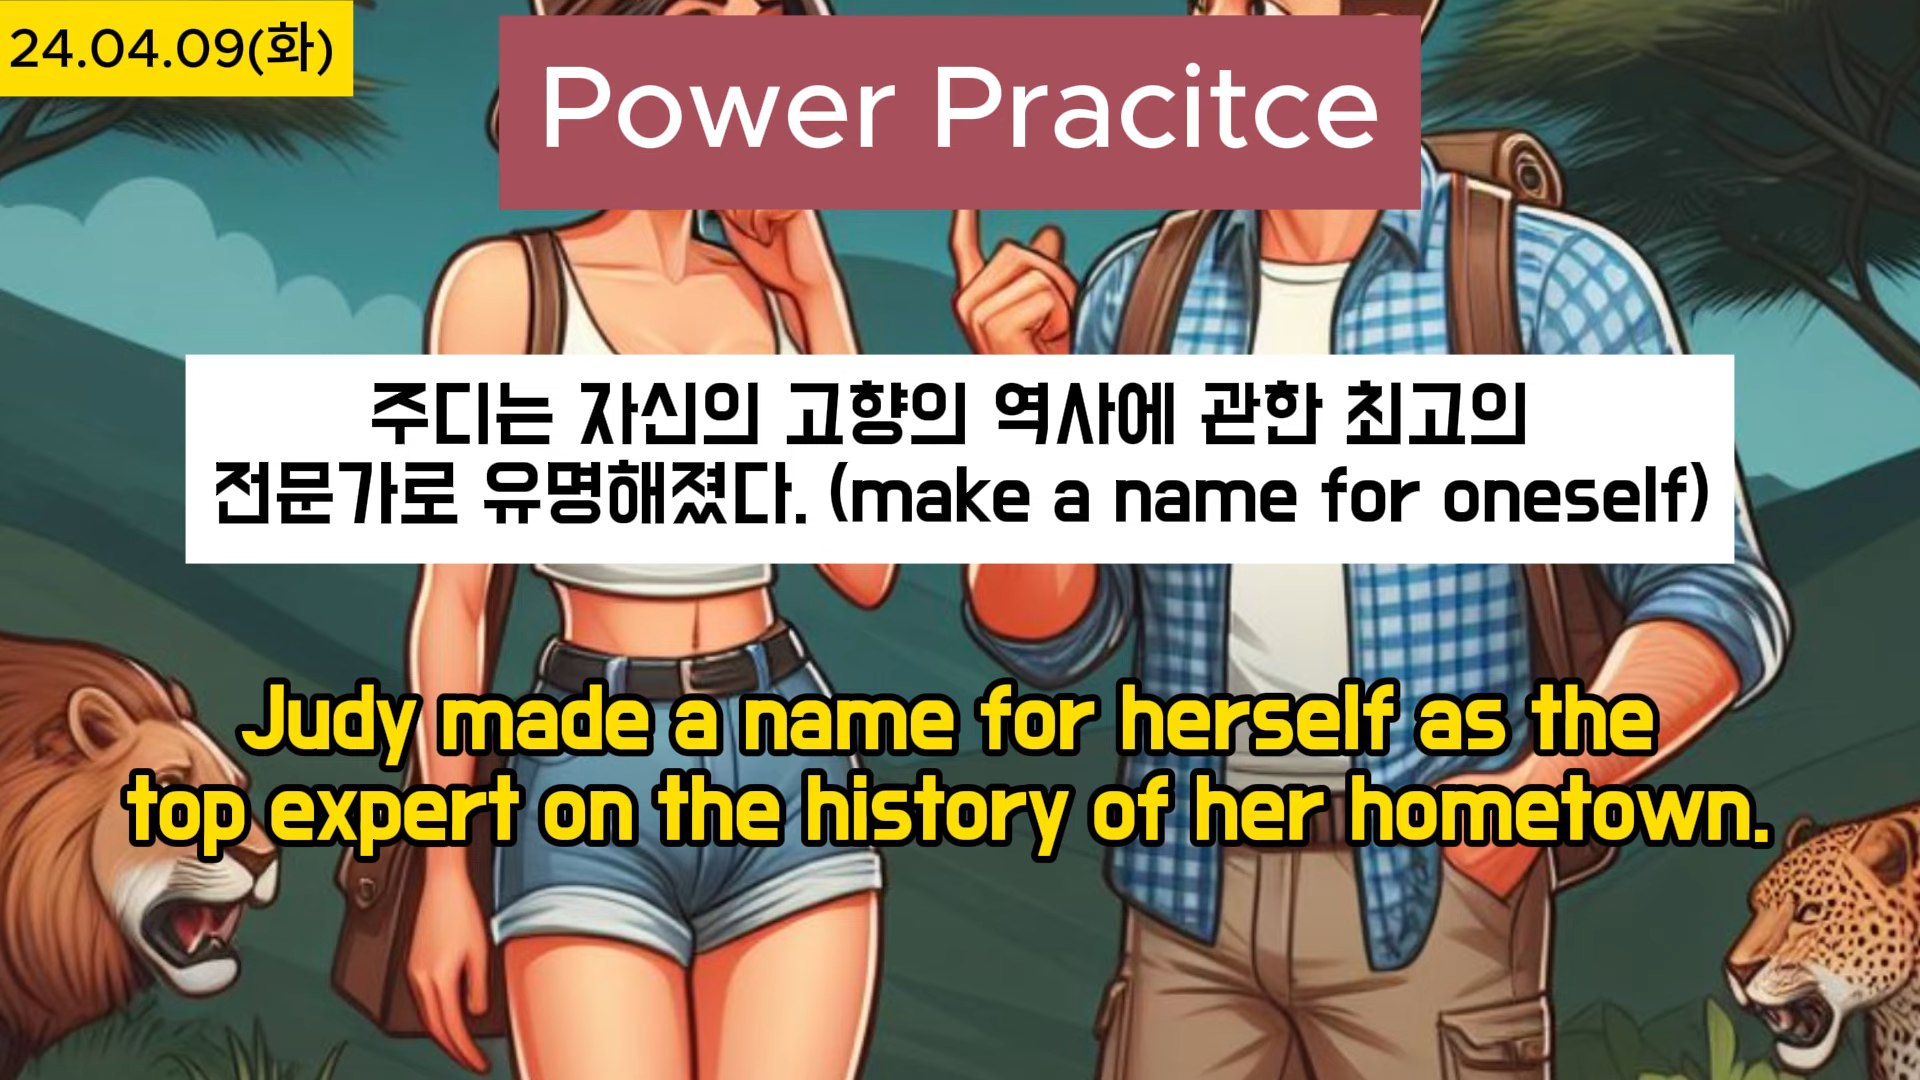 24.04.09(화)
Power Pracitce
주디는 자신의 고향의 역사에 관한 최고의
전문가로 유명해졌다. (make a name for oneself)
Judy made a name for herself as the
top expert on the history of her hometown.